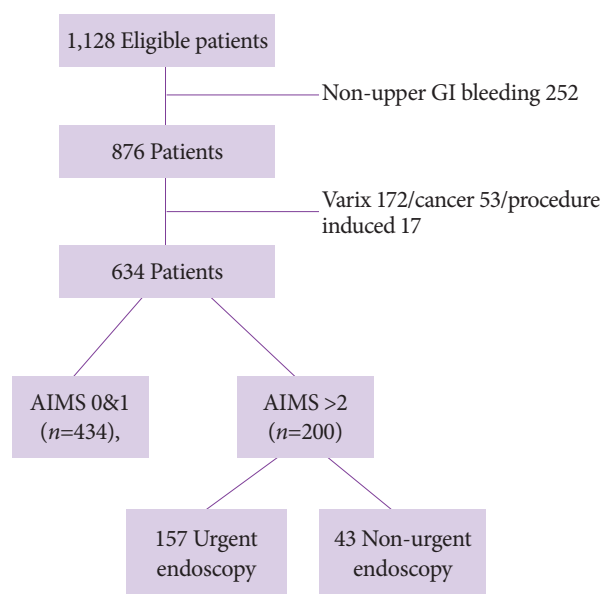 1,128 Eligible patients
Non-upper GI bleeding 252
876 Patients
Varix 172/cancer 53/procedure
induced 17
634 Patients
AIMS 0&1
(n=434),
AIMS >2
(n=200)
157 Urgent
endoscopy
43 Non-urgent
endoscopy